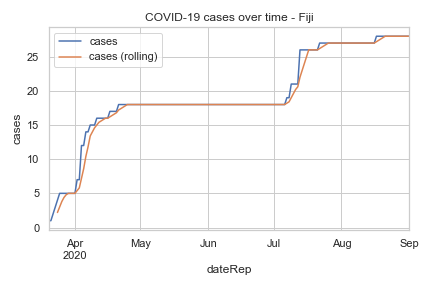 COVID-19 cases over time - Fiji
cases
cases (rolling)
25
20
15
10
5
0
cases
Apr
2020
May
Jun
Jul
Aug
Sep
dateRep